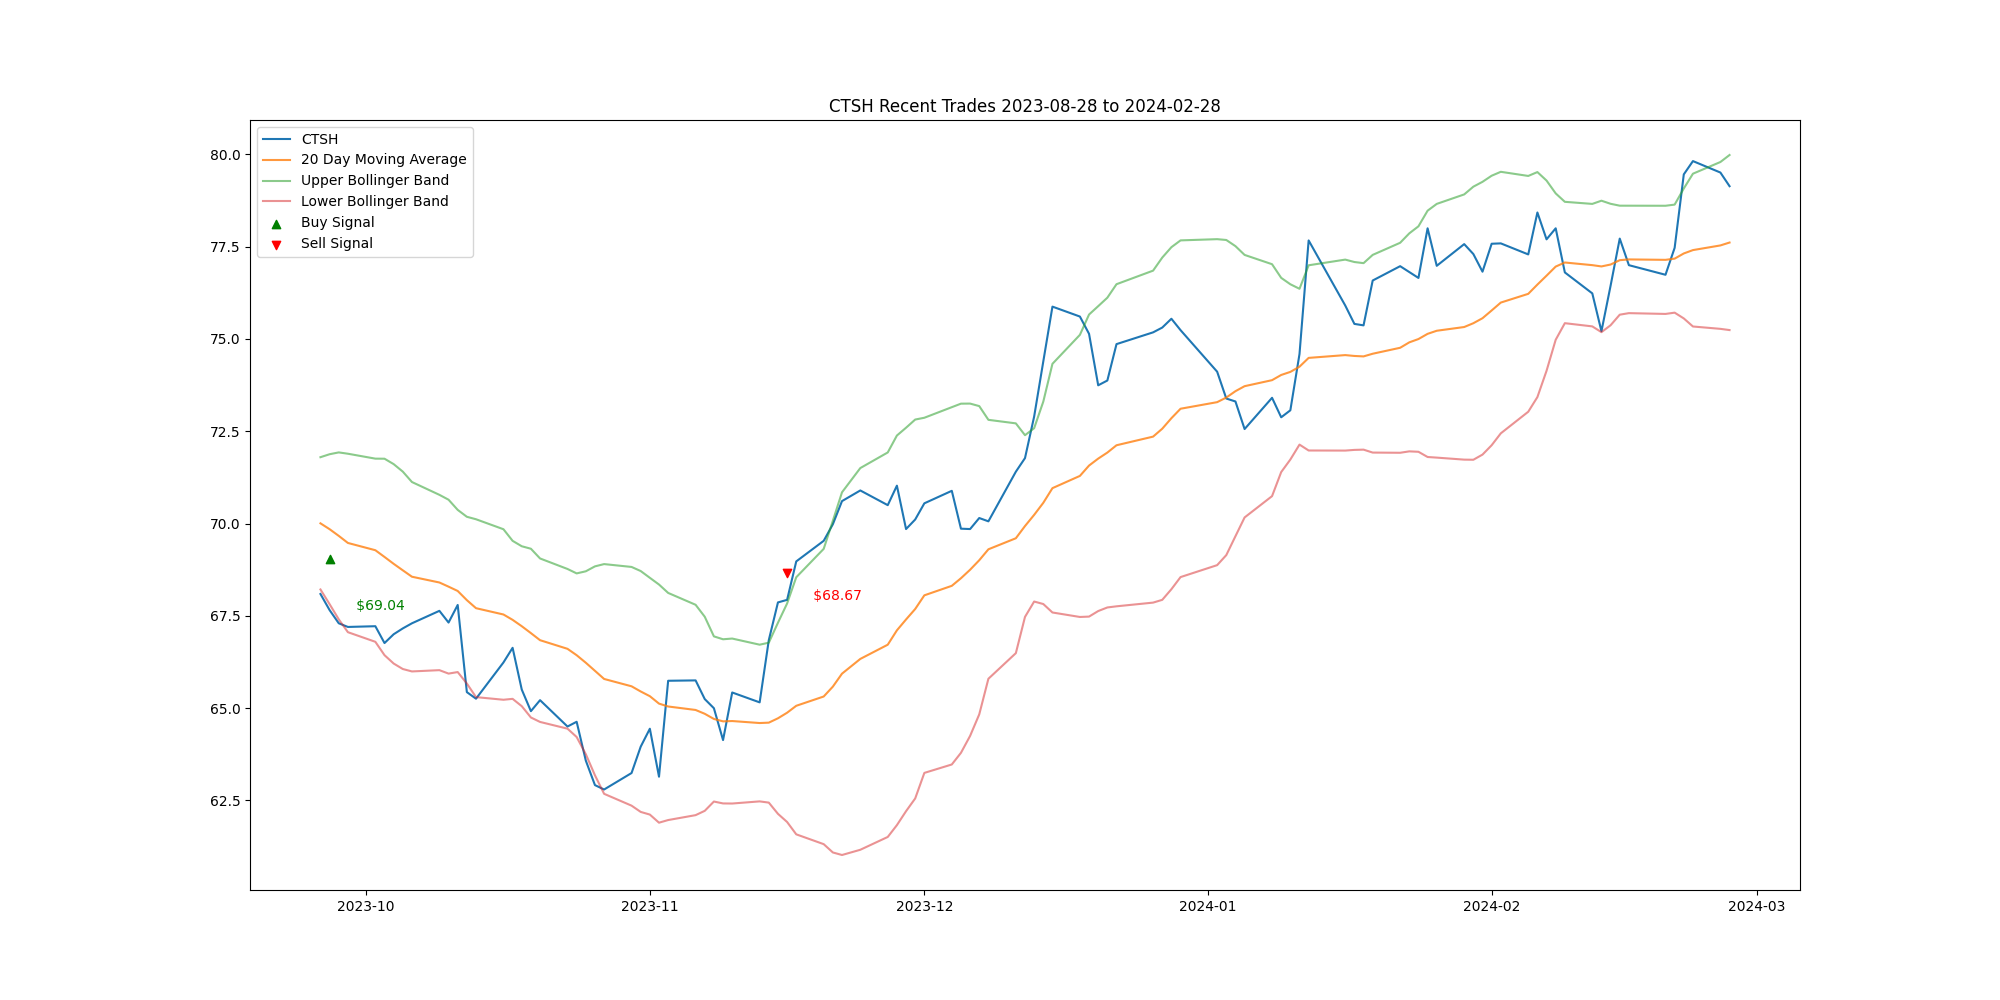 CTSH Recent Trades 2023-08-28 to 2024-02-28
CTSH
20 Day Moving Average
Upper Bollinger Band
Lower Bollinger Band
Buy Signal
Sell Signal
80.0
77.5
75.0
72.5
70.0
67.5
65.0
62.5
$69.04
$68.67
2023-10
2023-11
2023-12
2024-01
2024-02
2024-03